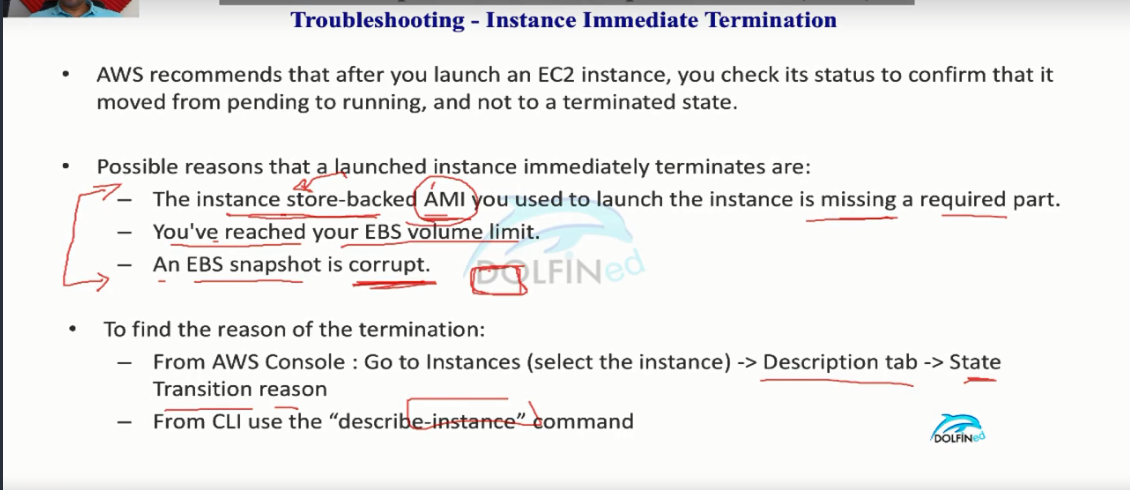 Troubleshooting - Instance Immediate Termination
• AWS recommends that after you launch an EC2 instance, you check its status to confirm that it
moved from pending to running, and not to a terminated state.
• Possible reasons that a launched instance immediately terminates are:
– The instance store-backed AMI you used to launch the instance is missing a required part.
– You've reached your EBS volume limit.
– An EBS snapshot is corrupt.
DOLFINed
• To find the reason of the termination:
– From AWS Console : Go to Instances (select the instance) -> Description tab -> State
Transition reason
– From CLI use the “describe-instance” command
DOLFINed